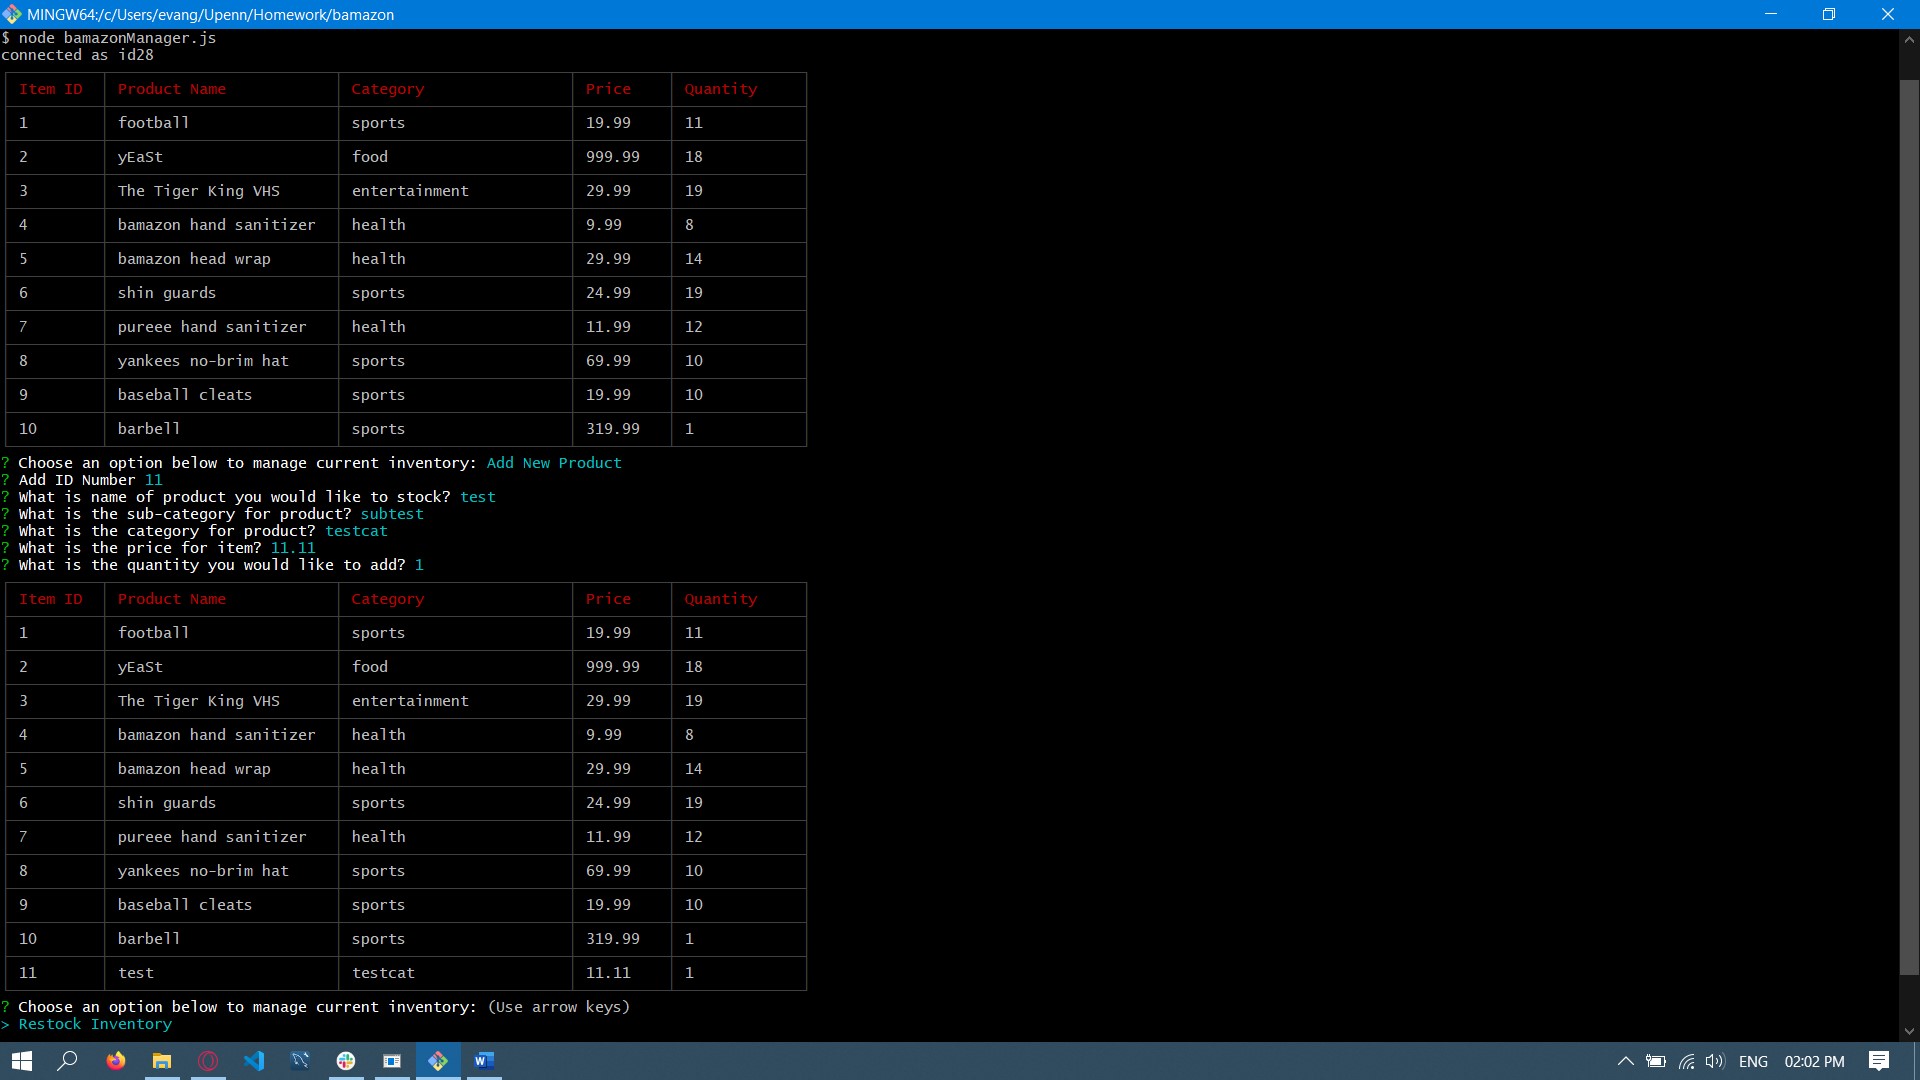 MINGW64:/c/Users/evang/Upenn/Homework/bamazon
$ node bamazonManager.js
connected as id28
Item ID Product Name Category Price Quantity
1 football sports 19.99 11
2 yEaSt food 999.99 18
3 The Tiger King VHS entertainment 29.99 19
4 bamazon hand sanitizer health 9.99 8
5 bamazon head wrap health 29.99 14
6 shin guards sports 24.99 19
7 pureee hand sanitizer health 11.99 12
8 yankees no-brim hat sports 69.99 10
9 baseball cleats sports 19.99 10
10 barbell sports 319.99 1
? Choose an option below to manage current inventory: Add New Product
? Add ID Number 11
? What is name of product you would like to stock? test
? What is the sub-category for product? subtest
? What is the category for product? testcat
? What is the price for item? 11.11
? What is the quantity you would like to add? 1
Item ID Product Name Category Price Quantity
1 football sports 19.99 11
2 yEaSt food 999.99 18
3 The Tiger King VHS entertainment 29.99 19
4 bamazon hand sanitizer health 9.99 8
5 bamazon head wrap health 29.99 14
6 shin guards sports 24.99 19
7 pureee hand sanitizer health 11.99 12
8 yankees no-brim hat sports 69.99 10
9 baseball cleats sports 19.99 10
10 barbell sports 319.99 1
11 test testcat 11.11 1
? Choose an option below to manage current inventory: (Use arrow keys)
> Restock Inventory
ENG 02:02 PM